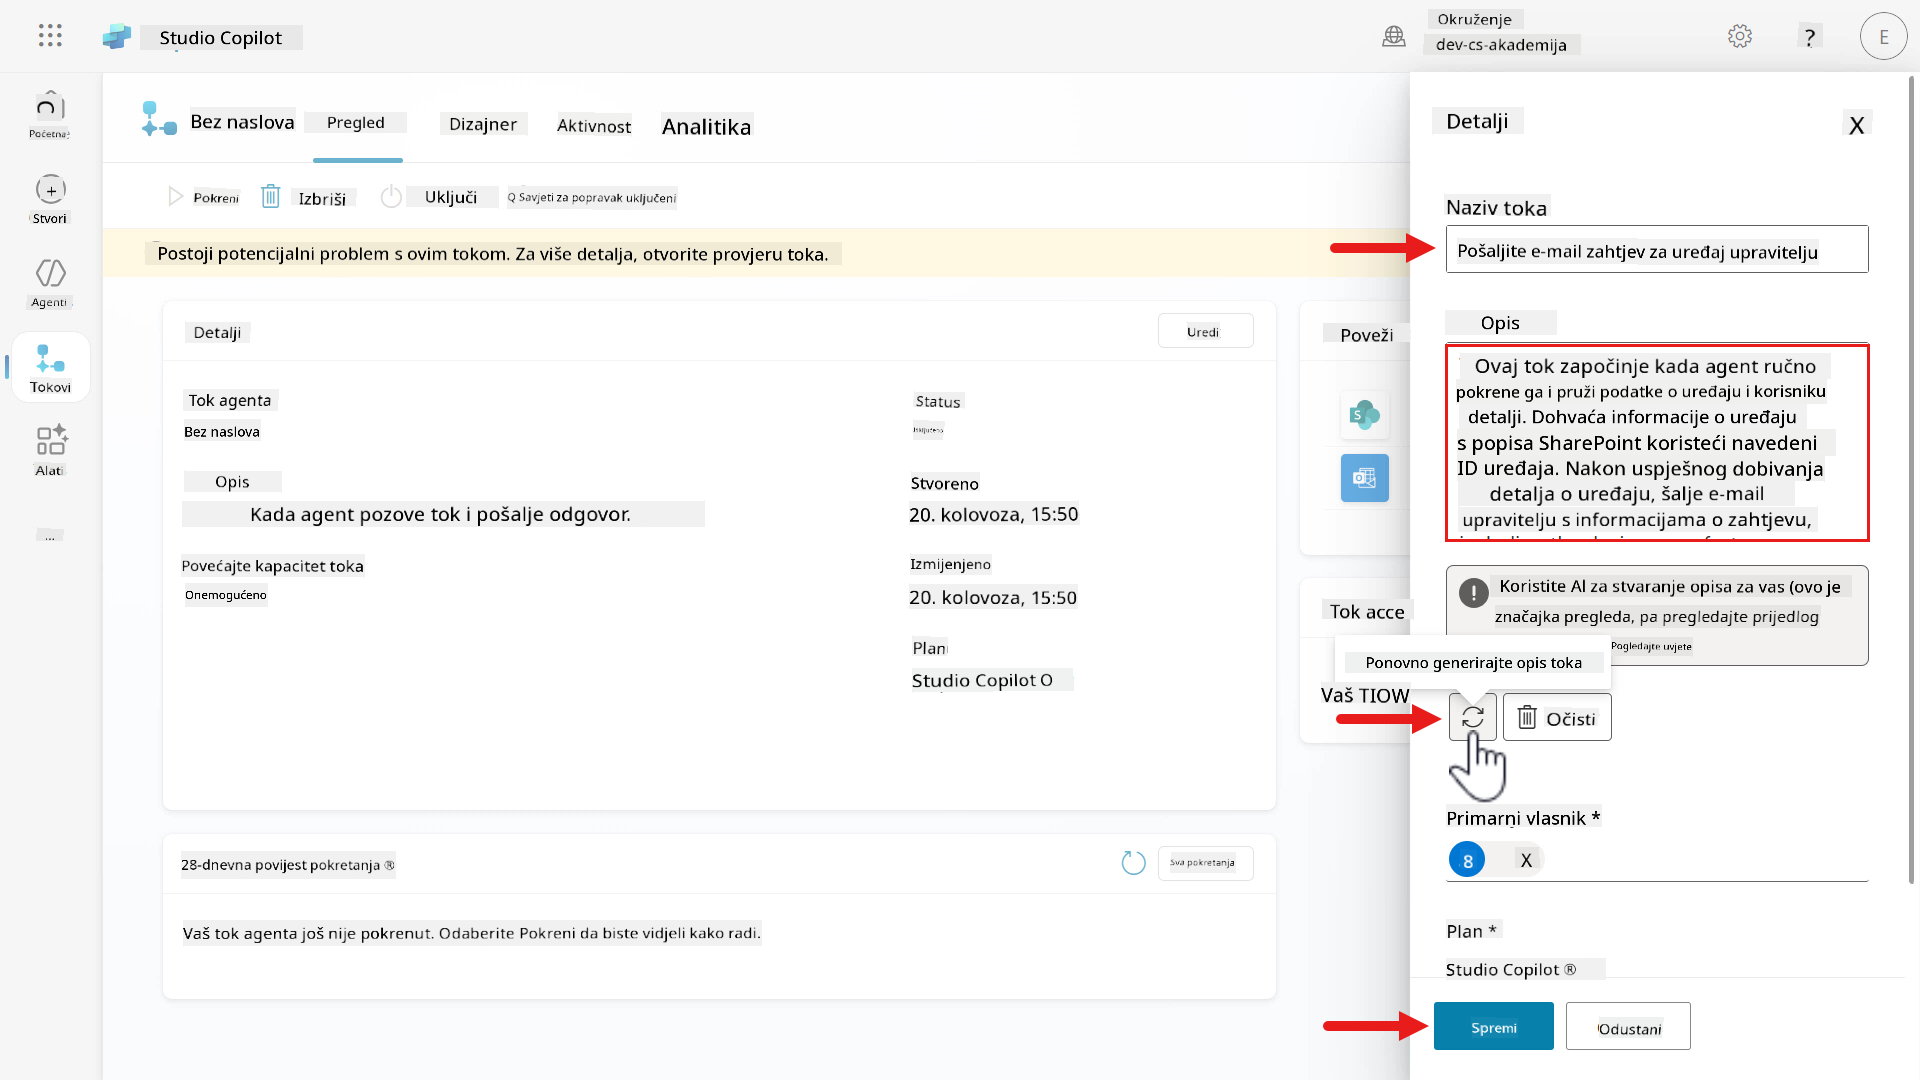 Studio Copilot
Okruženje
dev-cs-akademija
?
E
Početnaj
Stvori
Agenti
Tokovi
Alati
...
Bez naslova
Pregled
Dizajner
Aktivnost
Analitika
Pokreni
Izbriši
Uključi
Q Savjeti za popravak uključeni
Postoji potencijalni problem s ovim tokom. Za više detalja, otvorite provjeru toka.
Detalji
Uredi
Tok agenta
Bez naslova
Opis
Kada agent pozove tok i pošalje odgovor.
Povećajte kapacitet toka
Onemogućeno
Status
Isključeno
Stvoreno
20. kolovoza, 15:50
Izmijenjeno
20. kolovoza, 15:50
Plan
Studio Copilot O
28-dnevna povijest pokretanja ®
Sva pokretanja
Vaš tok agenta još nije pokrenut. Odaberite Pokreni da biste vidjeli kako radi.
Poveži
Tok acce
Vaš TIOW
Detalji
X
Naziv toka
Pošaljite e-mail zahtjev za uređaj upravitelju
Opis
Ovaj tok započinje kada agent ručno
pokrene ga i pruži podatke o uređaju i korisniku
detalji. Dohvaća informacije o uređaju
s popisa SharePoint koristeći navedeni
ID uređaja. Nakon uspješnog dobivanja
detalja o uređaju, šalje e-mail
upravitelju s informacijama o zahtjevu,
Koristite AI za stvaranje opisa za vas (ovo je
značajka pregleda, pa pregledajte prijedlog
Pogledajte uvjete
Ponovno generirajte opis toka
Očisti
Primarni vlasnik *
8
X
Plan *
Studio Copilot ®
Spremi
Odustani